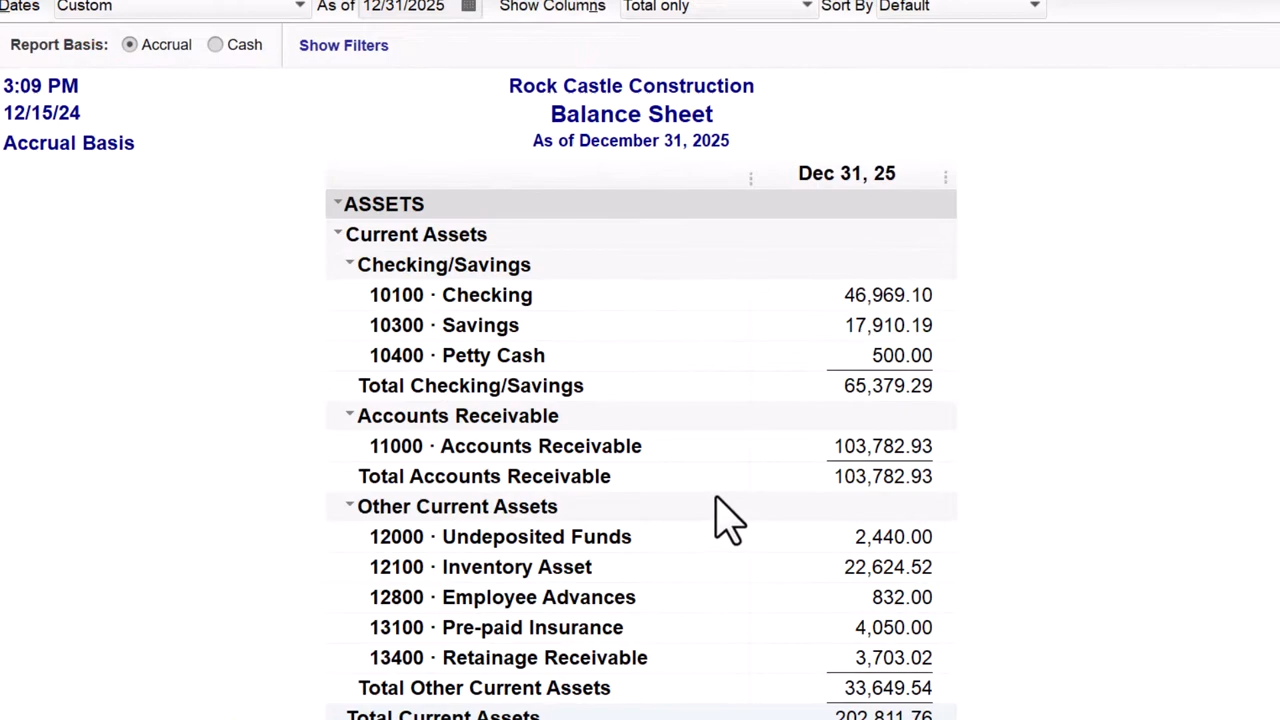 Dates Custom As of 12/31/2025 Show Columns Total only Sort By Default
Report Basis: Accrual Cash Show Filters
3:09 PM Rock Castle Construction
12/15/24 Balance Sheet
Accrual Basis As of December 31, 2025
Dec 31, 25
ASSETS
Current Assets
Checking/Savings
10100 · Checking 46,969.10
10300 · Savings 17,910.19
10400 · Petty Cash 500.00
Total Checking/Savings 65,379.29
Accounts Receivable
11000 · Accounts Receivable 103,782.93
Total Accounts Receivable 103,782.93
Other Current Assets
12000 · Undeposited Funds 2,440.00
12100 · Inventory Asset 22,624.52
12800 · Employee Advances 832.00
13100 · Pre-paid Insurance 4,050.00
13400 · Retainage Receivable 3,703.02
Total Other Current Assets 33,649.54
Total Current Assets 202,811.76